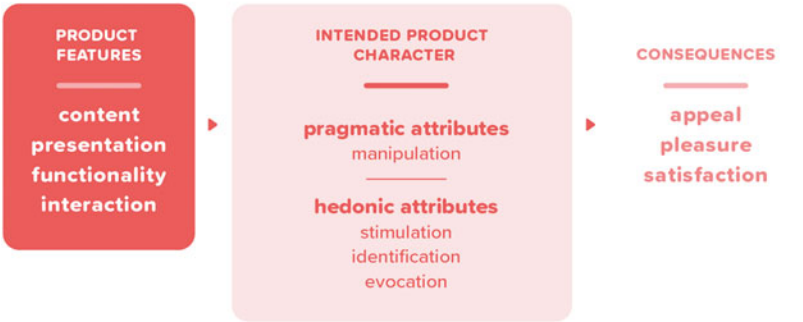 PRODUCT
FEATURES
content
presentation
functionality
interaction
INTENDED PRODUCT
CHARACTER
pragmatic attributes
manipulation
hedonic attributes
stimulation
identification
evocation
CONSEQUENCES
appeal
pleasure
satisfaction